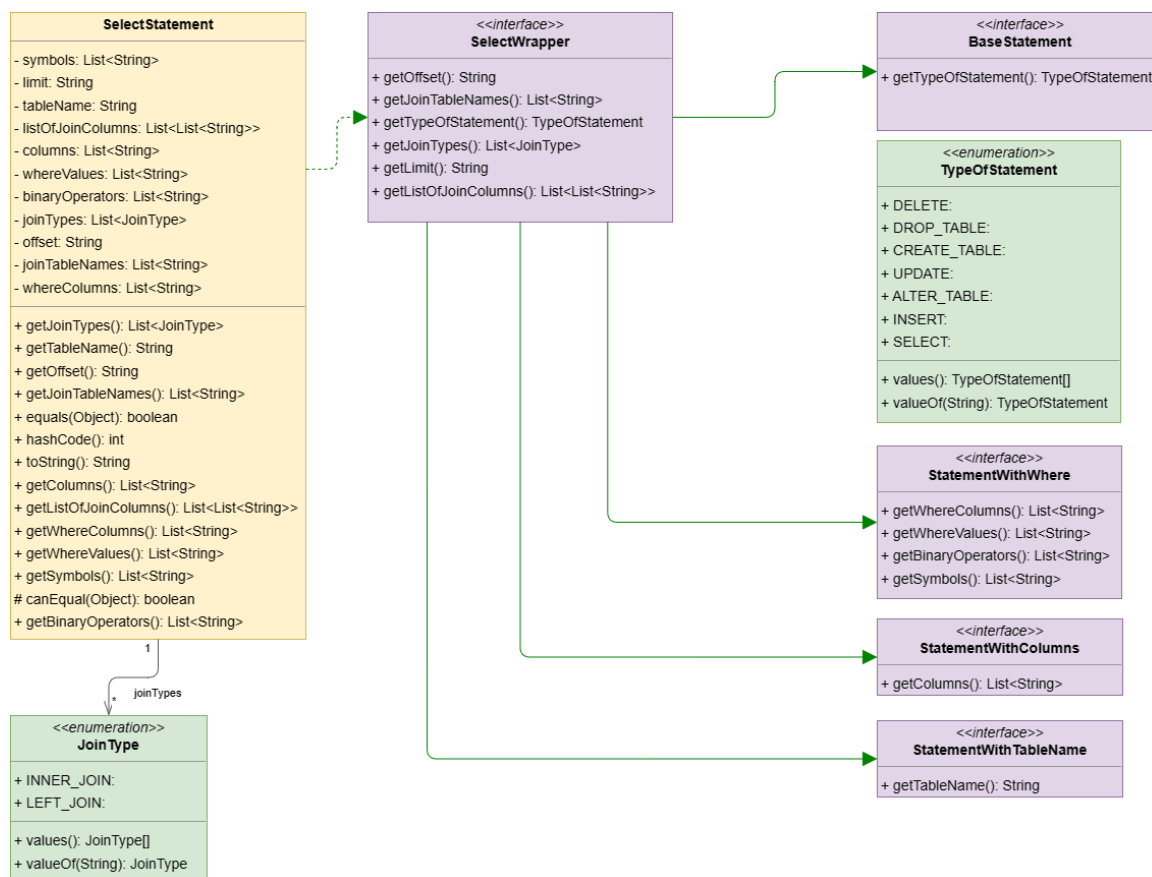 SelectStatement
- symbols: List<String>
- limit: String
- tableName: String
- listOfJoinColumns: List<List<String>>
- columns: List<String>
- whereValues: List<String>
- binaryOperators: List<String>
- joinTypes: List<JoinType>
- offset: String
- joinTableNames: List<String>
- whereColumns: List<String>
+ getJoinTypes(): List<JoinType>
+ getTableName(): String
+ getOffset(): String
+ getJoinTableNames(): List<String>
+ equals(Object): boolean
+ hashCode(): int
+ toString(): String
+ getColumns(): List<String>
+ getListOfJoinColumns(): List<List<String>>
+ getWhereColumns(): List<String>
+ getWhereValues(): List<String>
+ getSymbols(): List<String>
# canEqual(Object): boolean
+ getBinaryOperators(): List<String>
1
* joinTypes
<<enumeration>>
JoinType
+ INNER_JOIN:
+ LEFT_JOIN:
+ values(): JoinType[]
+ valueOf(String): JoinType
<<interface>>
SelectWrapper
+ getOffset(): String
+ getJoinTableNames(): List<String>
+ getTypeOfStatement(): TypeOfStatement
+ getJoinTypes(): List<JoinType>
+ getLimit(): String
+ getListOfJoinColumns(): List<List<String>>
<<interface>>
BaseStatement
+ getTypeOfStatement(): TypeOfStatement
<<enumeration>>
TypeOfStatement
+ DELETE:
+ DROP_TABLE:
+ CREATE_TABLE:
+ UPDATE:
+ ALTER_TABLE:
+ INSERT:
+ SELECT:
+ values(): TypeOfStatement[]
+ valueOf(String): TypeOfStatement
<<interface>>
StatementWithWhere
+ getWhereColumns(): List<String>
+ getWhereValues(): List<String>
+ getBinaryOperators(): List<String>
+ getSymbols(): List<String>
<<interface>>
StatementWithColumns
+ getColumns(): List<String>
<<interface>>
StatementWithTableName
+ getTableName(): String